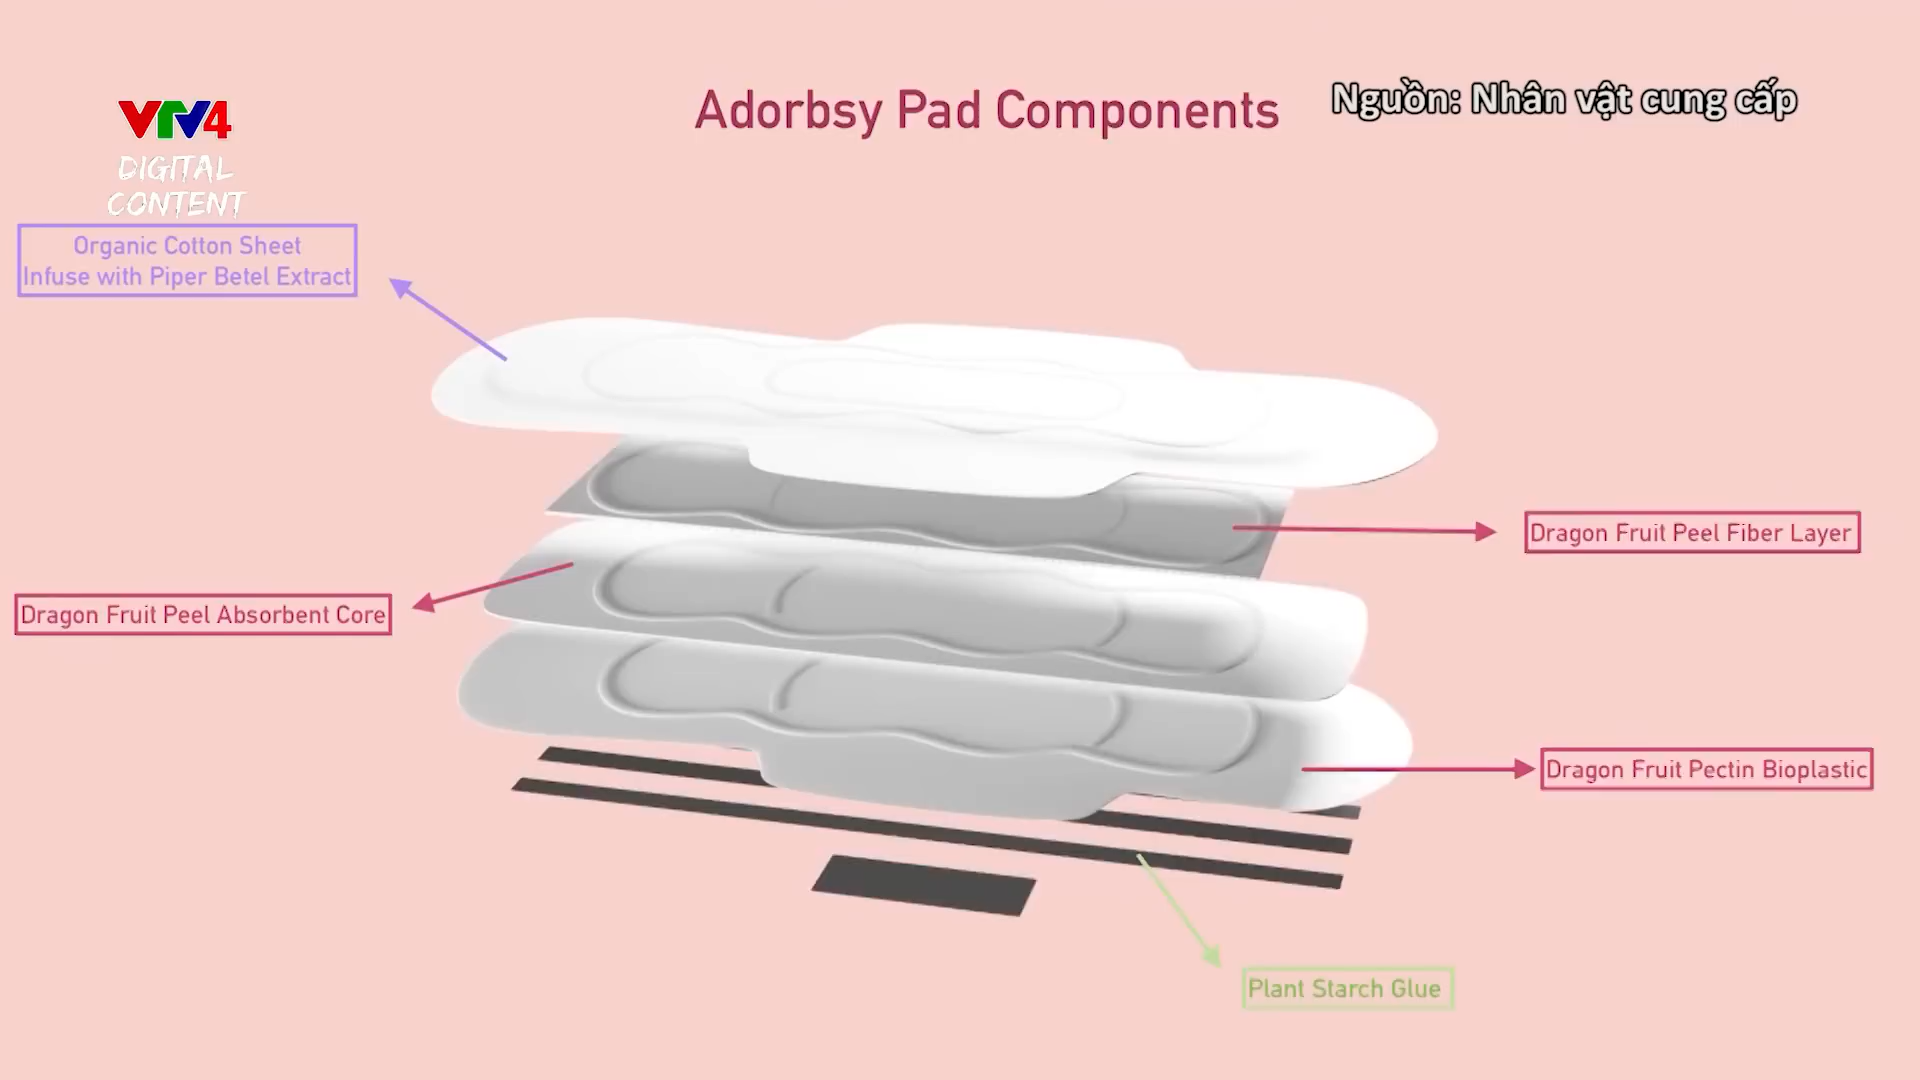 Adorbsy Pad Components
Nguồn: Nhân vật cung cấp
VTV4
DIGITAL
CONTENT
Organic Cotton Sheet
Infuse with Piper Betel Extract
Dragon Fruit Peel Fiber Layer
Dragon Fruit Peel Absorbent Core
Dragon Fruit Pectin Bioplastic
Plant Starch Glue